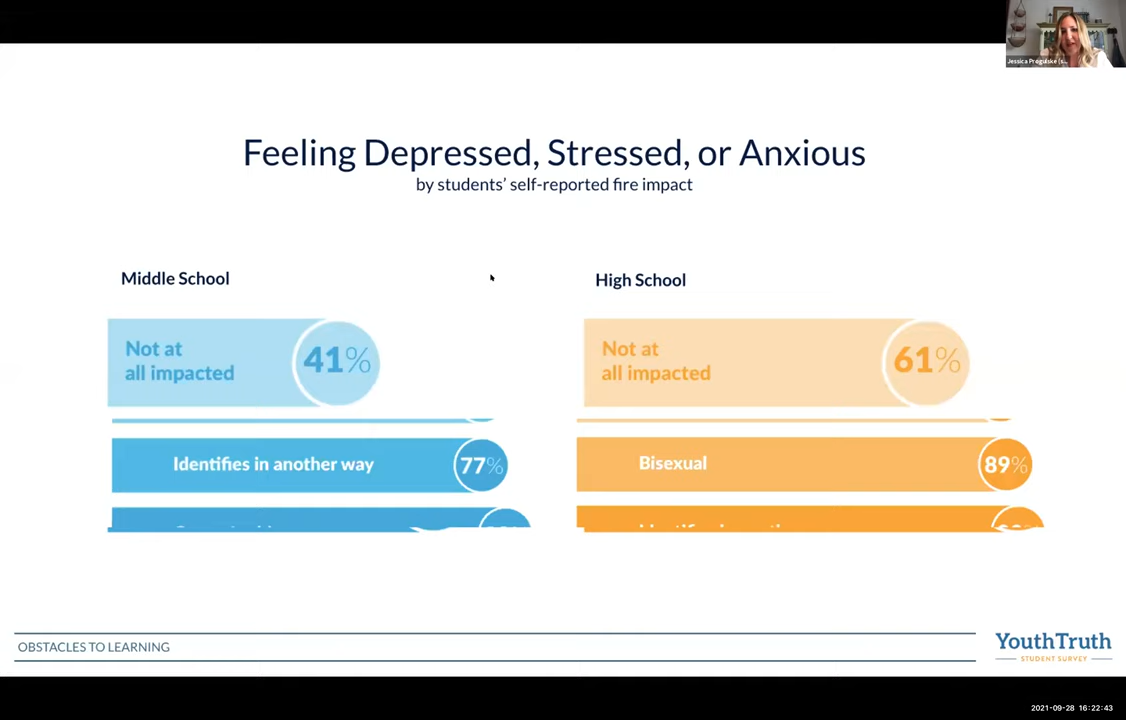 Feeling Depressed, Stressed, or Anxious
by students' self-reported fire impact
Middle School
High School
Not at
all impacted
41%
Not at
all impacted
61%
Identifies in another way
77%
Bisexual
89%
OBSTACLES TO LEARNING
YouthTruth
STUDENT SURVEY
2021-09-28 16:22:43